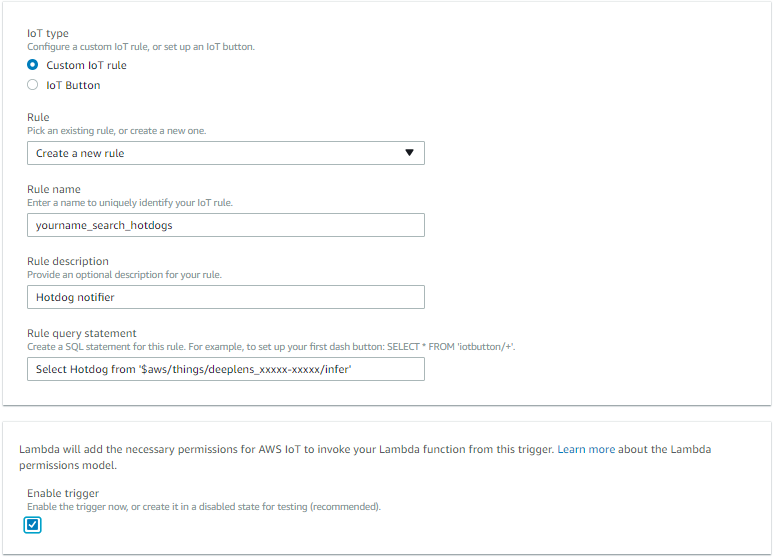 IoT type
Configure a custom IoT rule, or set up an IoT button.
Custom IoT rule
IoT Button
Rule
Pick an existing rule, or create a new one.
Create a new rule
Rule name
Enter a name to uniquely identify your IoT rule.
yourname_search_hotdogs
Rule description
Provide an optional description for your rule.
Hotdog notifier
Rule query statement
Create a SQL statement for this rule. For example, to set up your first dash button: SELECT * FROM 'iotbutton/+'.
Select Hotdog from '$aws/things/deeplens_xxxxx-xxxxx/infer'
Lambda will add the necessary permissions for AWS IoT to invoke your Lambda function from this trigger. Learn more about the Lambda
permissions model.
Enable trigger
Enable the trigger now, or create it in a disabled state for testing (recommended).